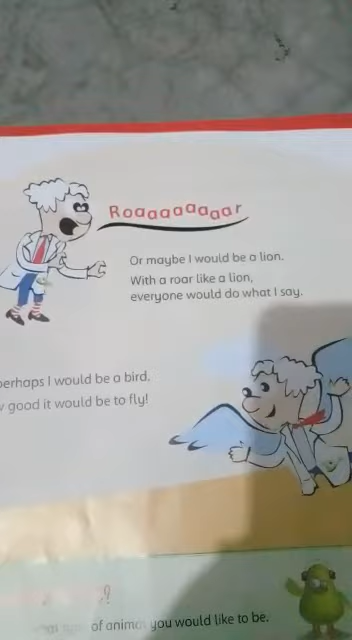 Roaaaaaaaar
Or maybe I would be a lion.
With a roar like a lion,
everyone would do what I say.
perhaps I would be a bird,
good it would be to fly!
?
of animal you would like to be.